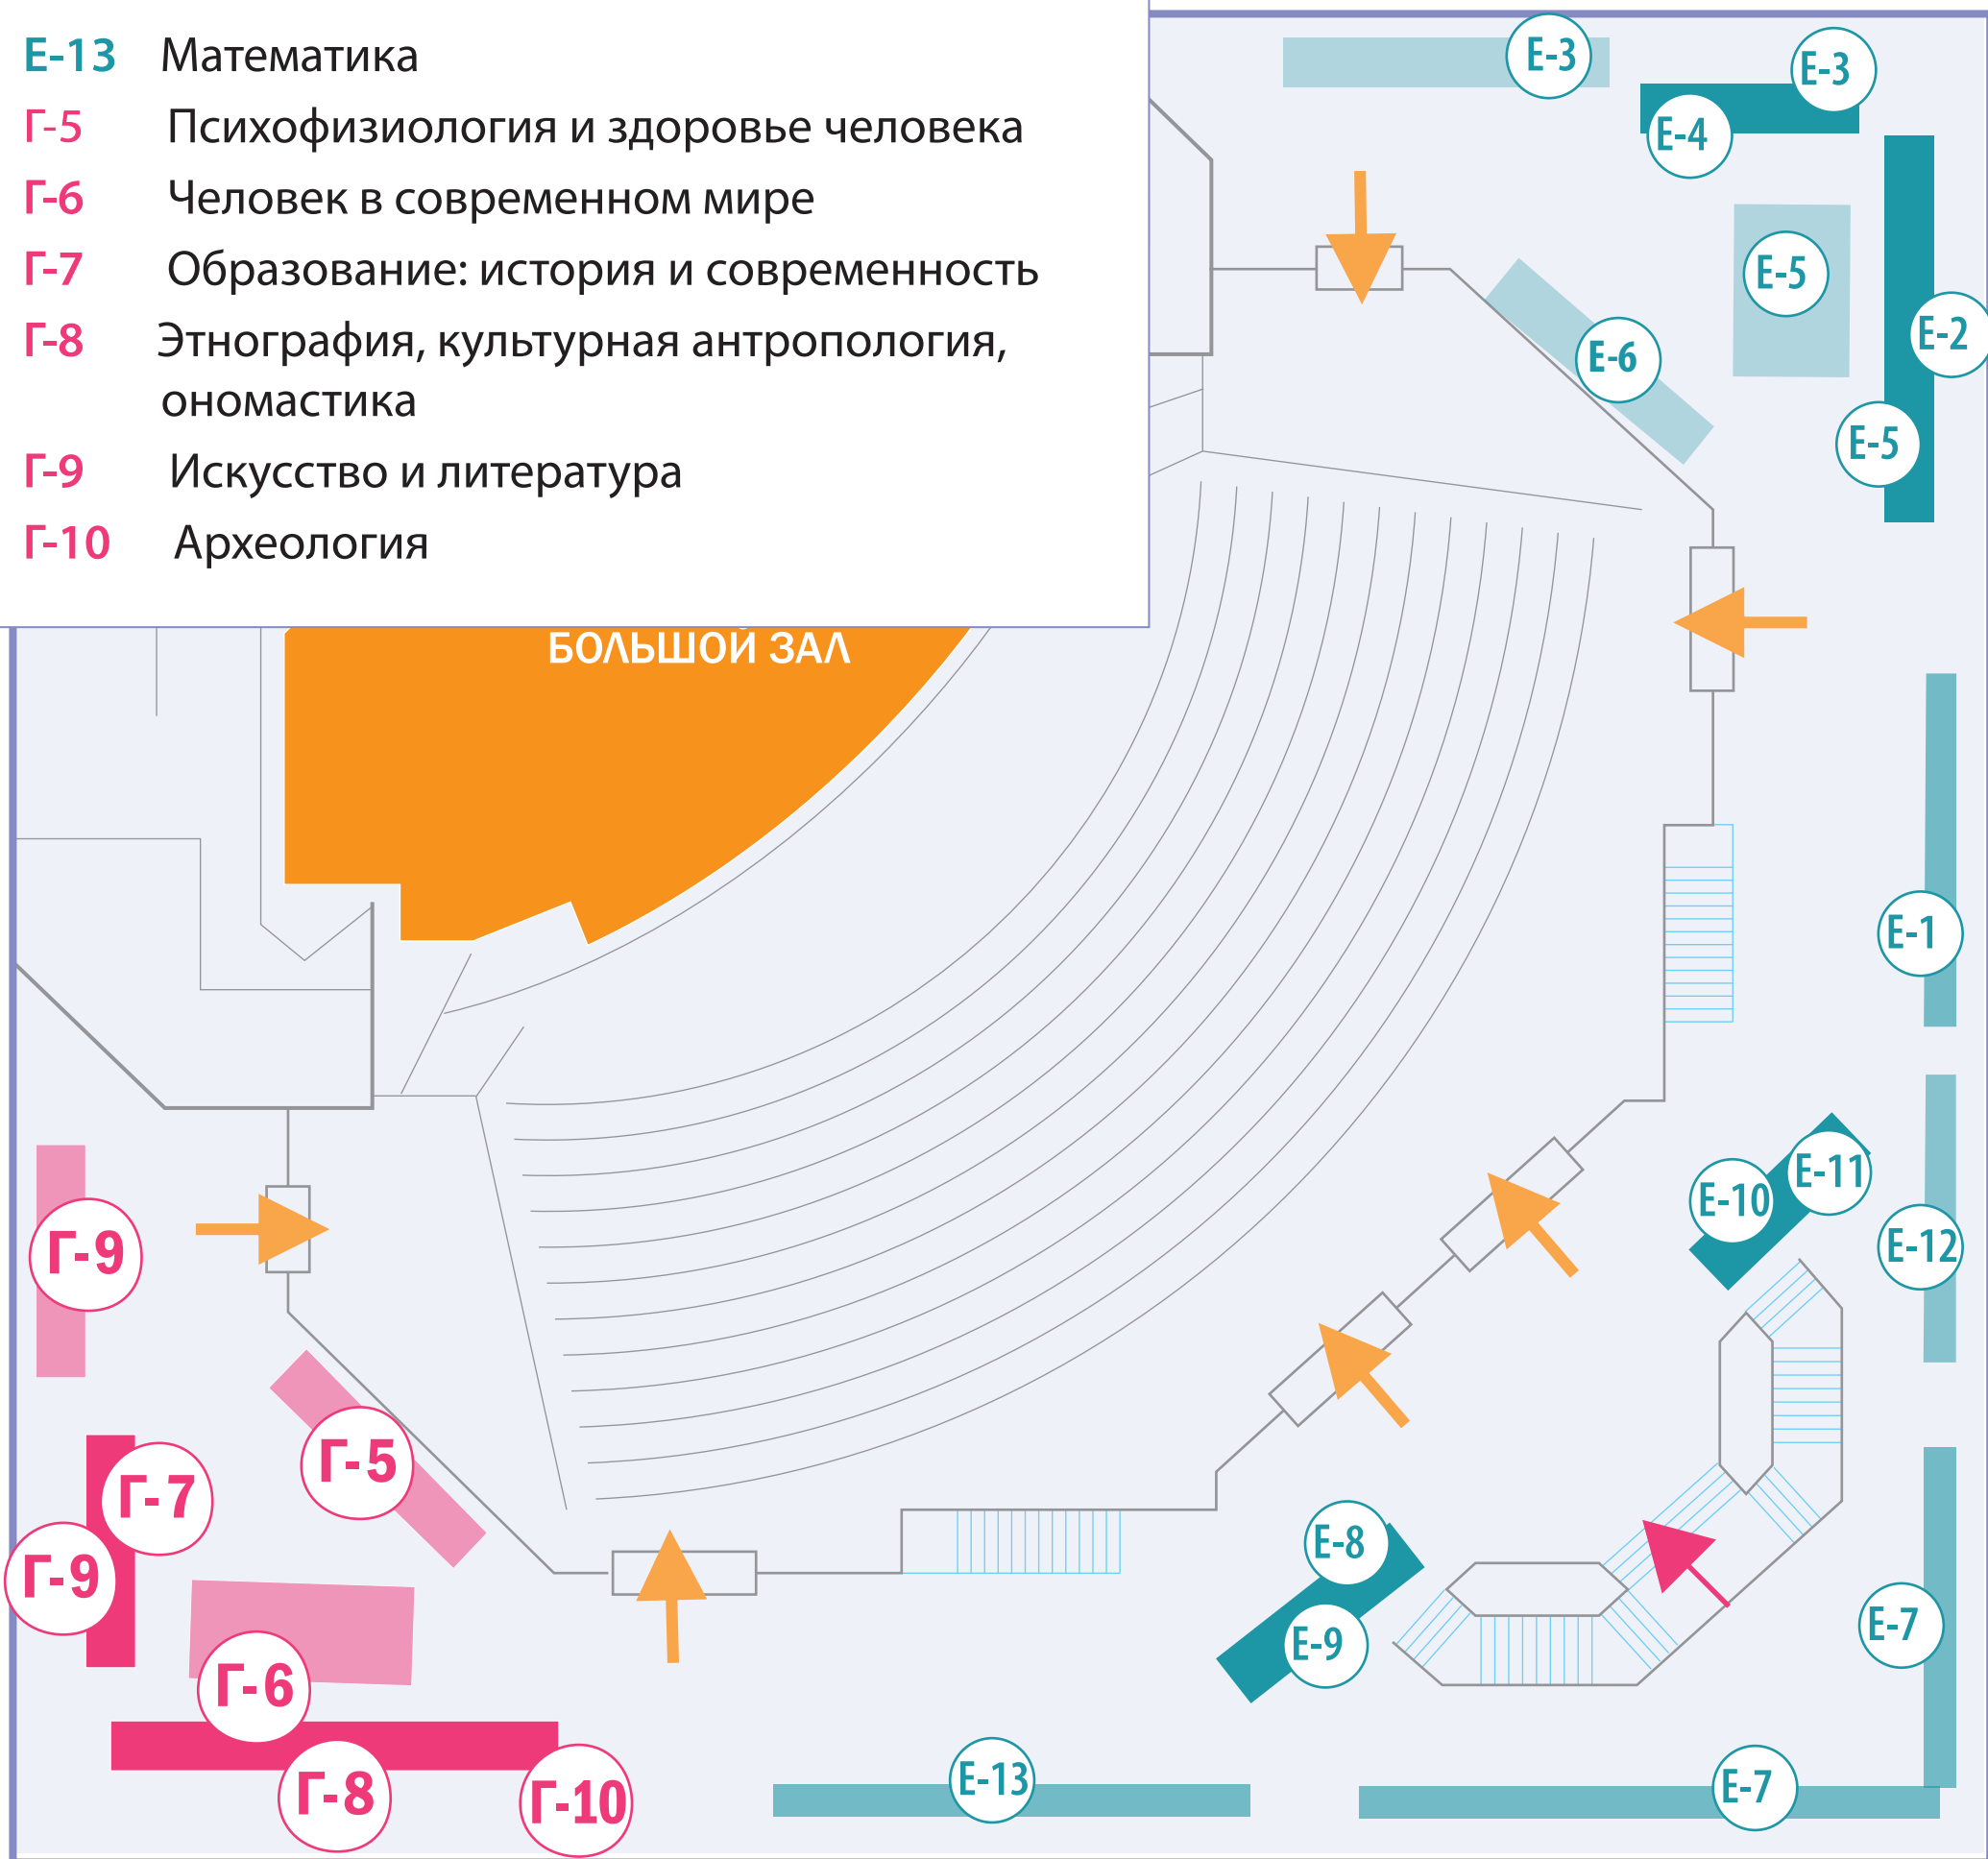 Е-13 Математика
Г-5 Психофизиология и здоровье человека
Г-6 Человек в современном мире
Г-7 Образование: история и современность
Г-8 Этнография, культурная антропология,
ономастика
Г-9 Искусство и литература
Г-10 Археология
Е-3
Е-3
Е-4
Е-5
Е-2
Е-6
Е-5
БОЛЬШОЙ ЗАЛ
Е-1
Е-11
Е-10
Е-12
Г-9
Г-5
Г-7
Г-9
Е-8
Е-9
Е-7
Г-6
Г-8
Г-10
Е-13
Е-7